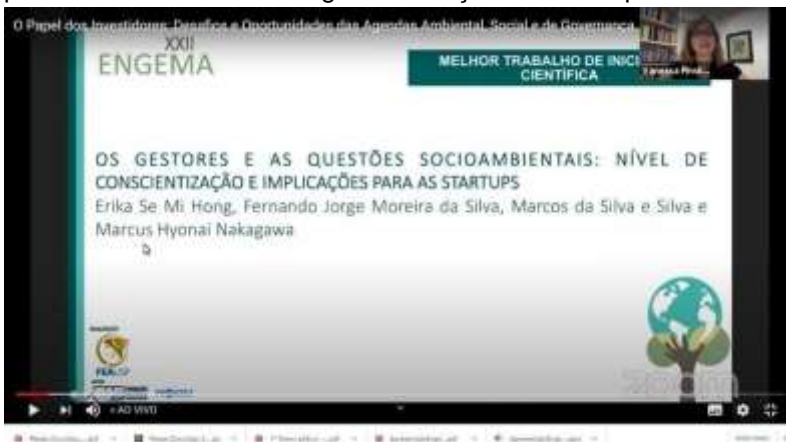 O Papel dos Investidores: Desafios e Oportunidades das Agendas Ambiental, Social e de Governança
XXII
ENGEMA
MELHOR TRABALHO DE INICI
CIENTÍFICA
OS GESTORES E AS QUESTÕES SOCIOAMBIENTAIS: NÍVEL DE
CONSCIENTIZAÇÃO E IMPLICAÇÕES PARA AS STARTUPS
Erika Se Mi Hong, Fernando Jorge Moreira da Silva, Marcos da Silva e Silva e
Marcus Hyonai Nakagawa
AO VIVO